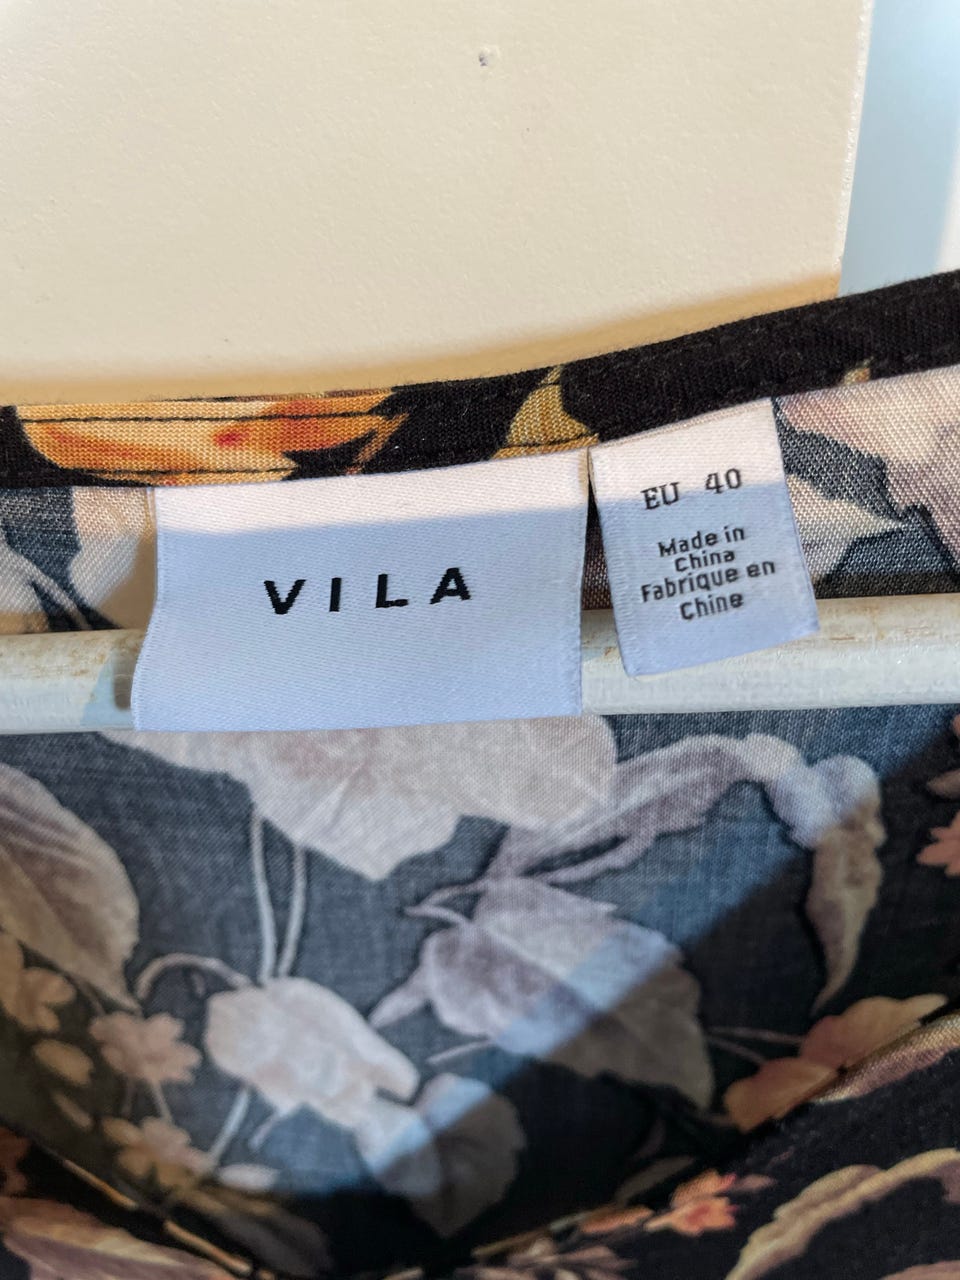 VILA
EU 40
Made in
China
Fabrique en
Chine